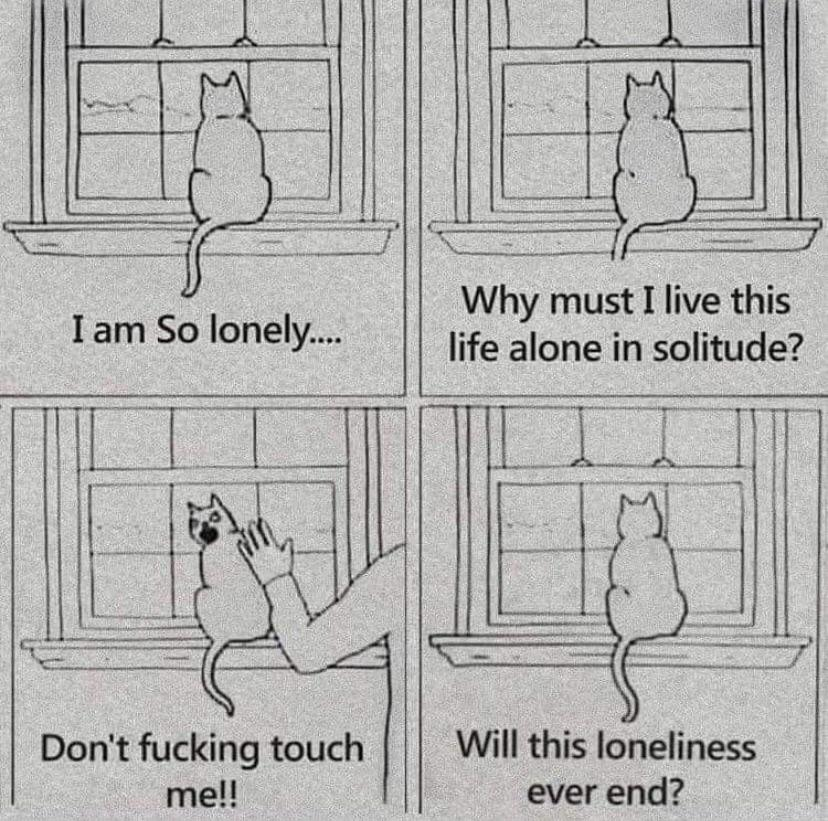 I am So lonely....
Why must I live this
life alone in solitude?
Don't fucking touch
me!!
Will this loneliness
ever end?